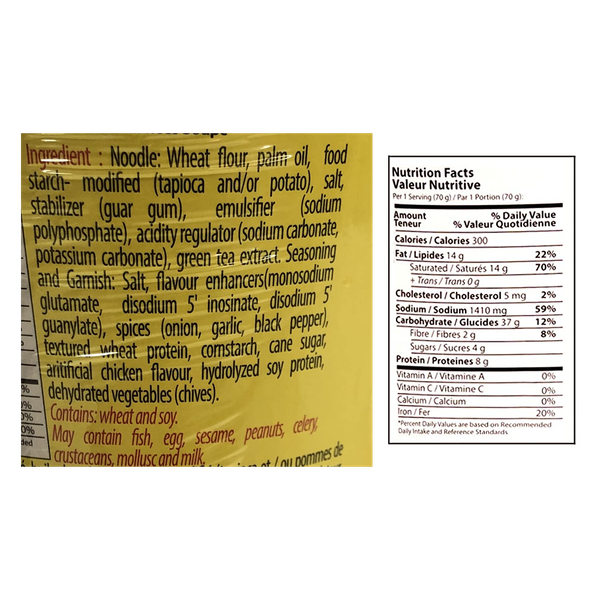 Ingredient : Noodle: Wheat flour, palm oil, food
starch- modified (tapioca and/or potato), salt,
stabilizer (guar gum), emulsifier (sodium
polyphosphate), acidity regulator (sodium carbonate,
potassium carbonate), green tea extract. Seasoning
and Garnish: Salt, flavour enhancers(monosodium
glutamate, disodium 5' inosinate, disodium 5'
guanylate), spices (onion, garlic, black pepper),
textured wheat protein, cornstarch, cane sugar,
artificial chicken flavour, hydrolyzed soy protein,
dehydrated vegetables (chives).
Contains: wheat and soy.
May contain fish, egg, sesame, peanuts, celery,
crustaceans, mollusc and milk.
et / ou pommes de
Nutrition Facts
Valeur Nutritive
Per 1 Serving (70 g) / Par 1 Portion (70 g):
Amount % Daily Value
Teneur % Valeur Quotidienne
Calories / Calories 300
Fat / Lipides 14 g 22%
Saturated / Saturés 14 g 70%
+ Trans / Trans 0 g
Cholesterol / Cholesterol 5 mg 2%
Sodium / Sodium 1410 mg 59%
Carbohydrate / Glucides 37 g 12%
Fibre / Fibres 2 g 8%
Sugars / Sucres 4 g
Protein / Proteines 8 g
Vitamin A / Vitamine A 0%
Vitamin C / Vitamine C 0%
Calcium / Calcium 0%
Iron / Fer 20%
*Percent Daily Values are based on Recommended
Daily Intake and Reference Standards.